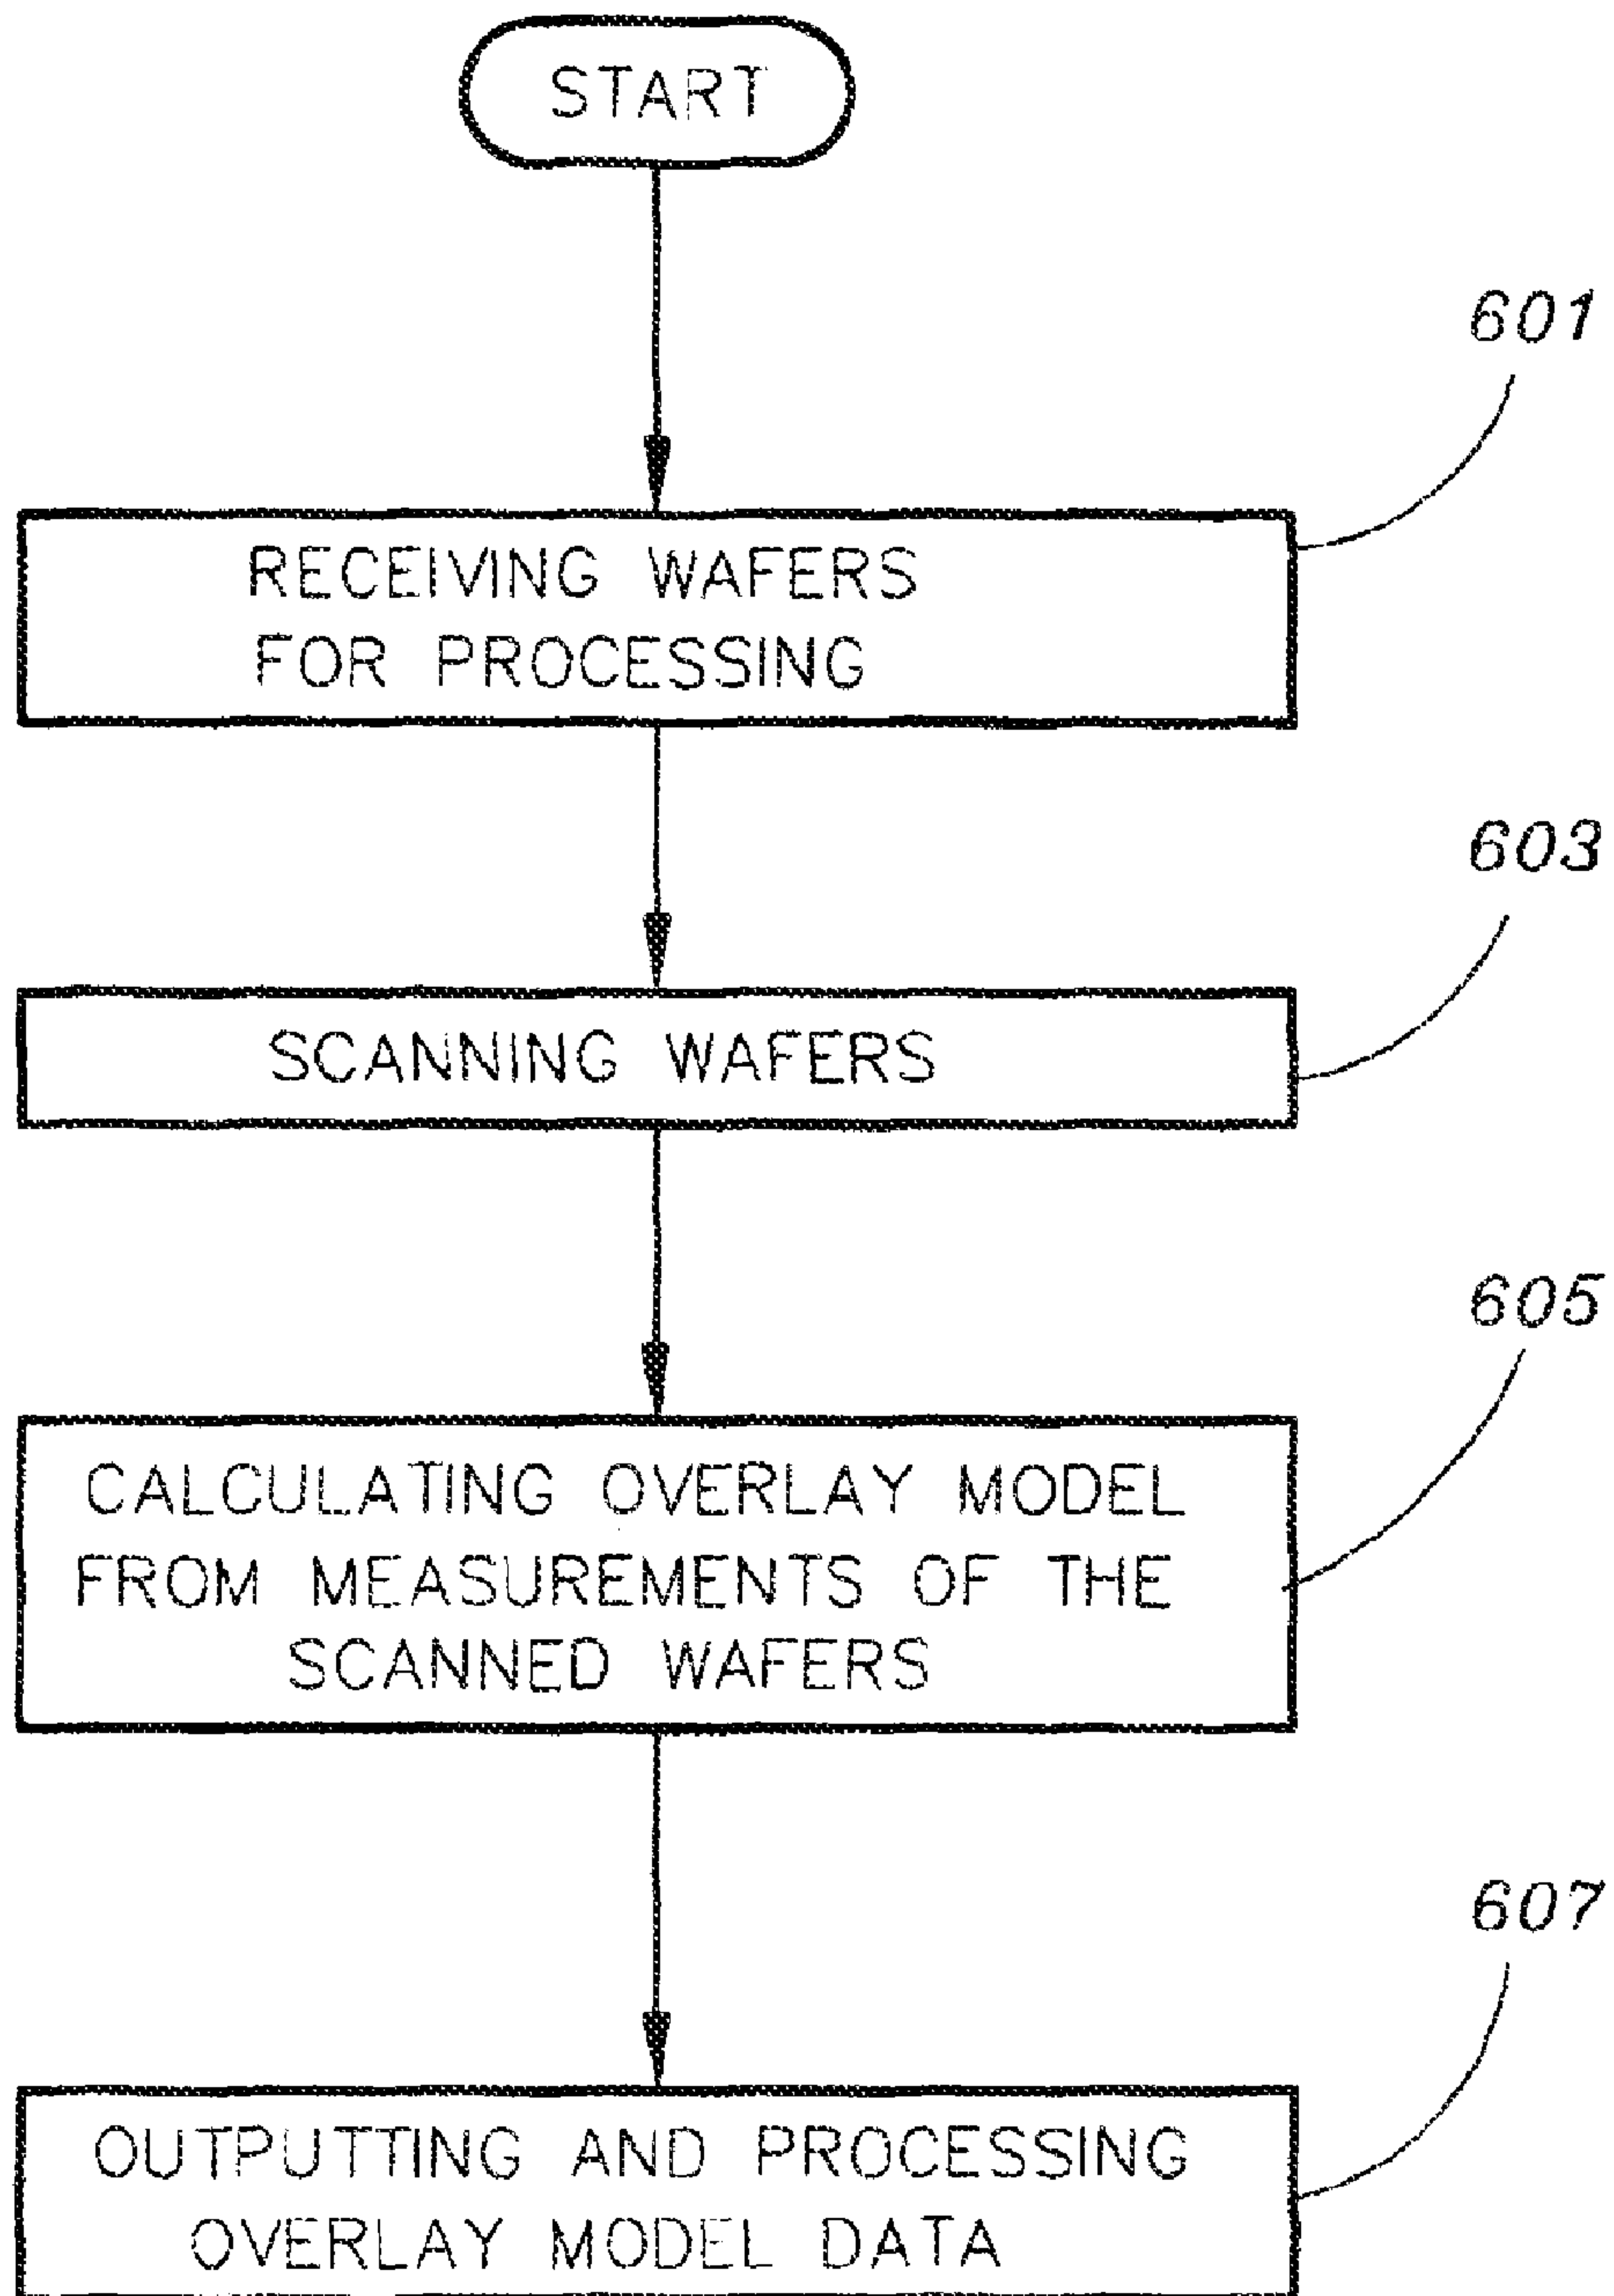 START
601
RECEIVING WAFERS
FOR PROCESSING
603
SCANNING WAFERS
605
CALCULATING OVERLAY MODEL
FROM MEASUREMENTS OF THE
SCANNED WAFERS
607
OUTPUTTING AND PROCESSING
OVERLAY MODEL DATA